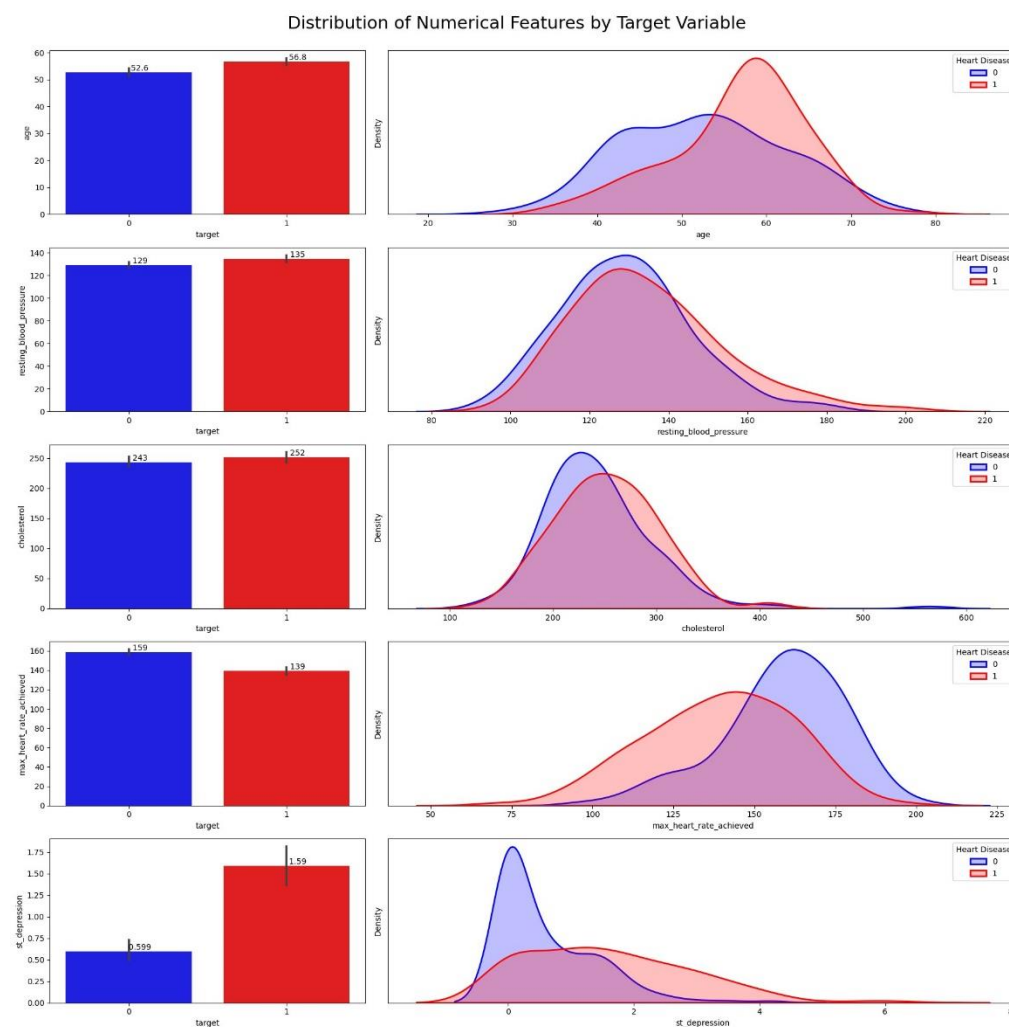 Distribution of Numerical Features by Target Variable
60
50
40
30
20
10
0
age
52.6
56.8
0 1
target
Density
Heart Disease
0
1
20 30 40 50 60 70 80
age
140
120
100
80
60
40
20
0
resting_blood_pressure
129
135
0 1
target
Density
Heart Disease
0
1
80 100 120 140 160 180 200 220
resting_blood_pressure
250
200
150
100
50
0
cholesterol
243
252
0 1
target
Density
Heart Disease
0
1
100 200 300 400 500 600
cholesterol
160
140
120
100
80
60
40
20
0
max_heart_rate_achieved
159
139
0 1
target
Density
Heart Disease
0
1
50 75 100 125 150 175 200 225
max_heart_rate_achieved
1.75
1.50
1.25
1.00
0.75
0.50
0.25
0.00
st_depression
0.599
1.59
0 1
target
Density
Heart Disease
0
1
0 2 4 6 8
st_depression